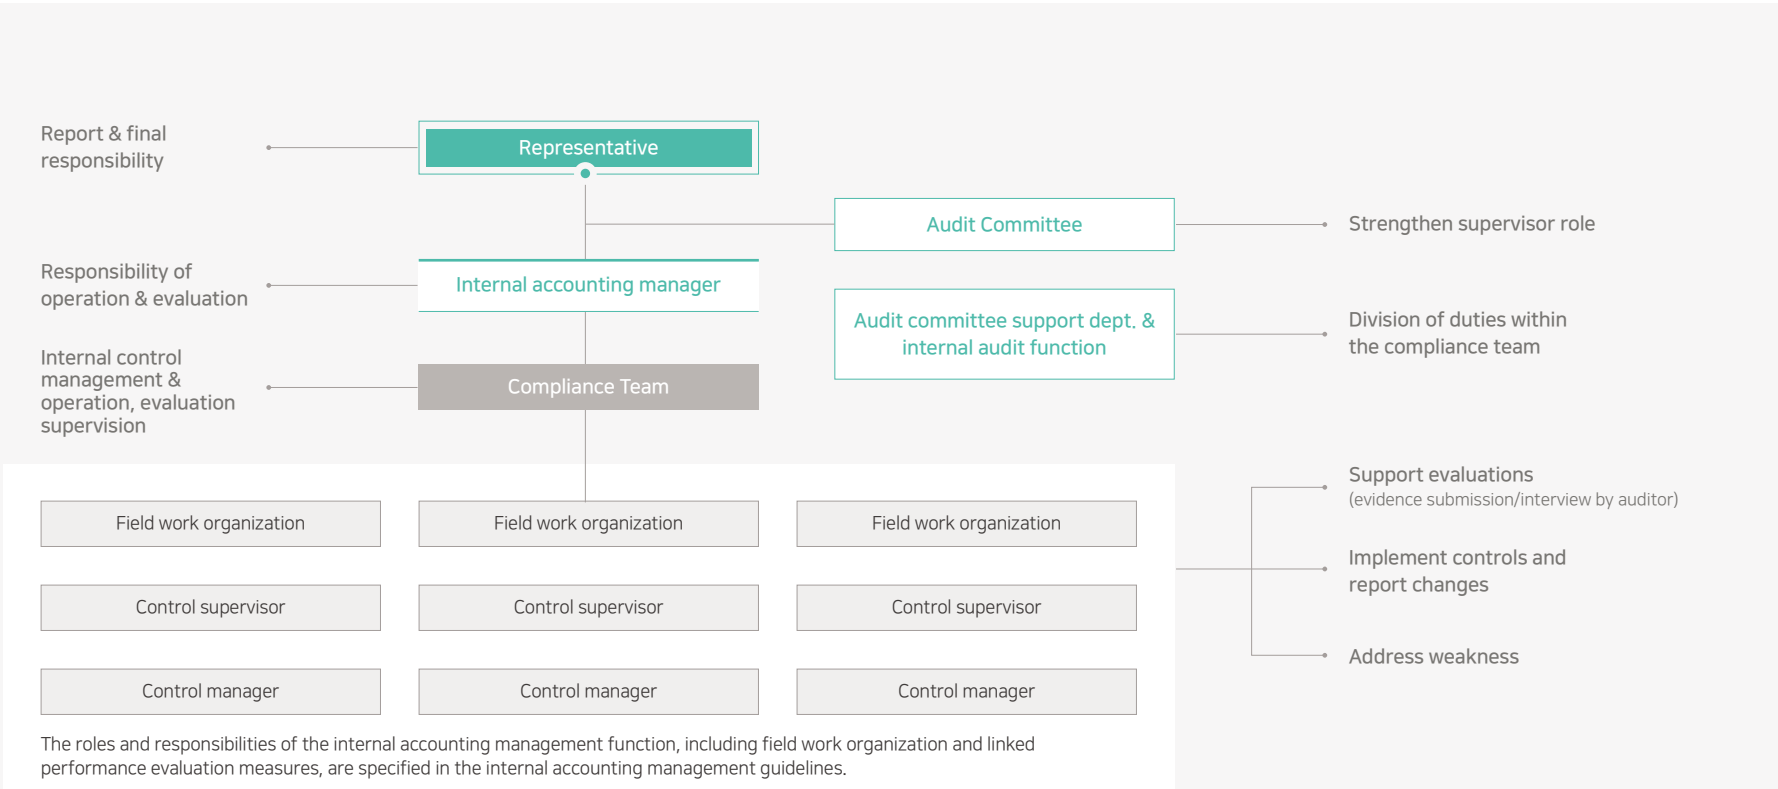 Report & final
responsibility
Representative
Audit Committee
Strengthen supervisor role
Responsibility of
operation & evaluation
Internal accounting manager
Audit committee support dept. &
internal audit function
Division of duties within
the compliance team
Internal control
management &
operation, evaluation
supervision
Compliance Team
Field work organization
Field work organization
Field work organization
Control supervisor
Control supervisor
Control supervisor
Control manager
Control manager
Control manager
Support evaluations
(evidence submission/interview by auditor)
Implement controls and
report changes
Address weakness
The roles and responsibilities of the internal accounting management function, including field work organization and linked
performance evaluation measures, are specified in the internal accounting management guidelines.